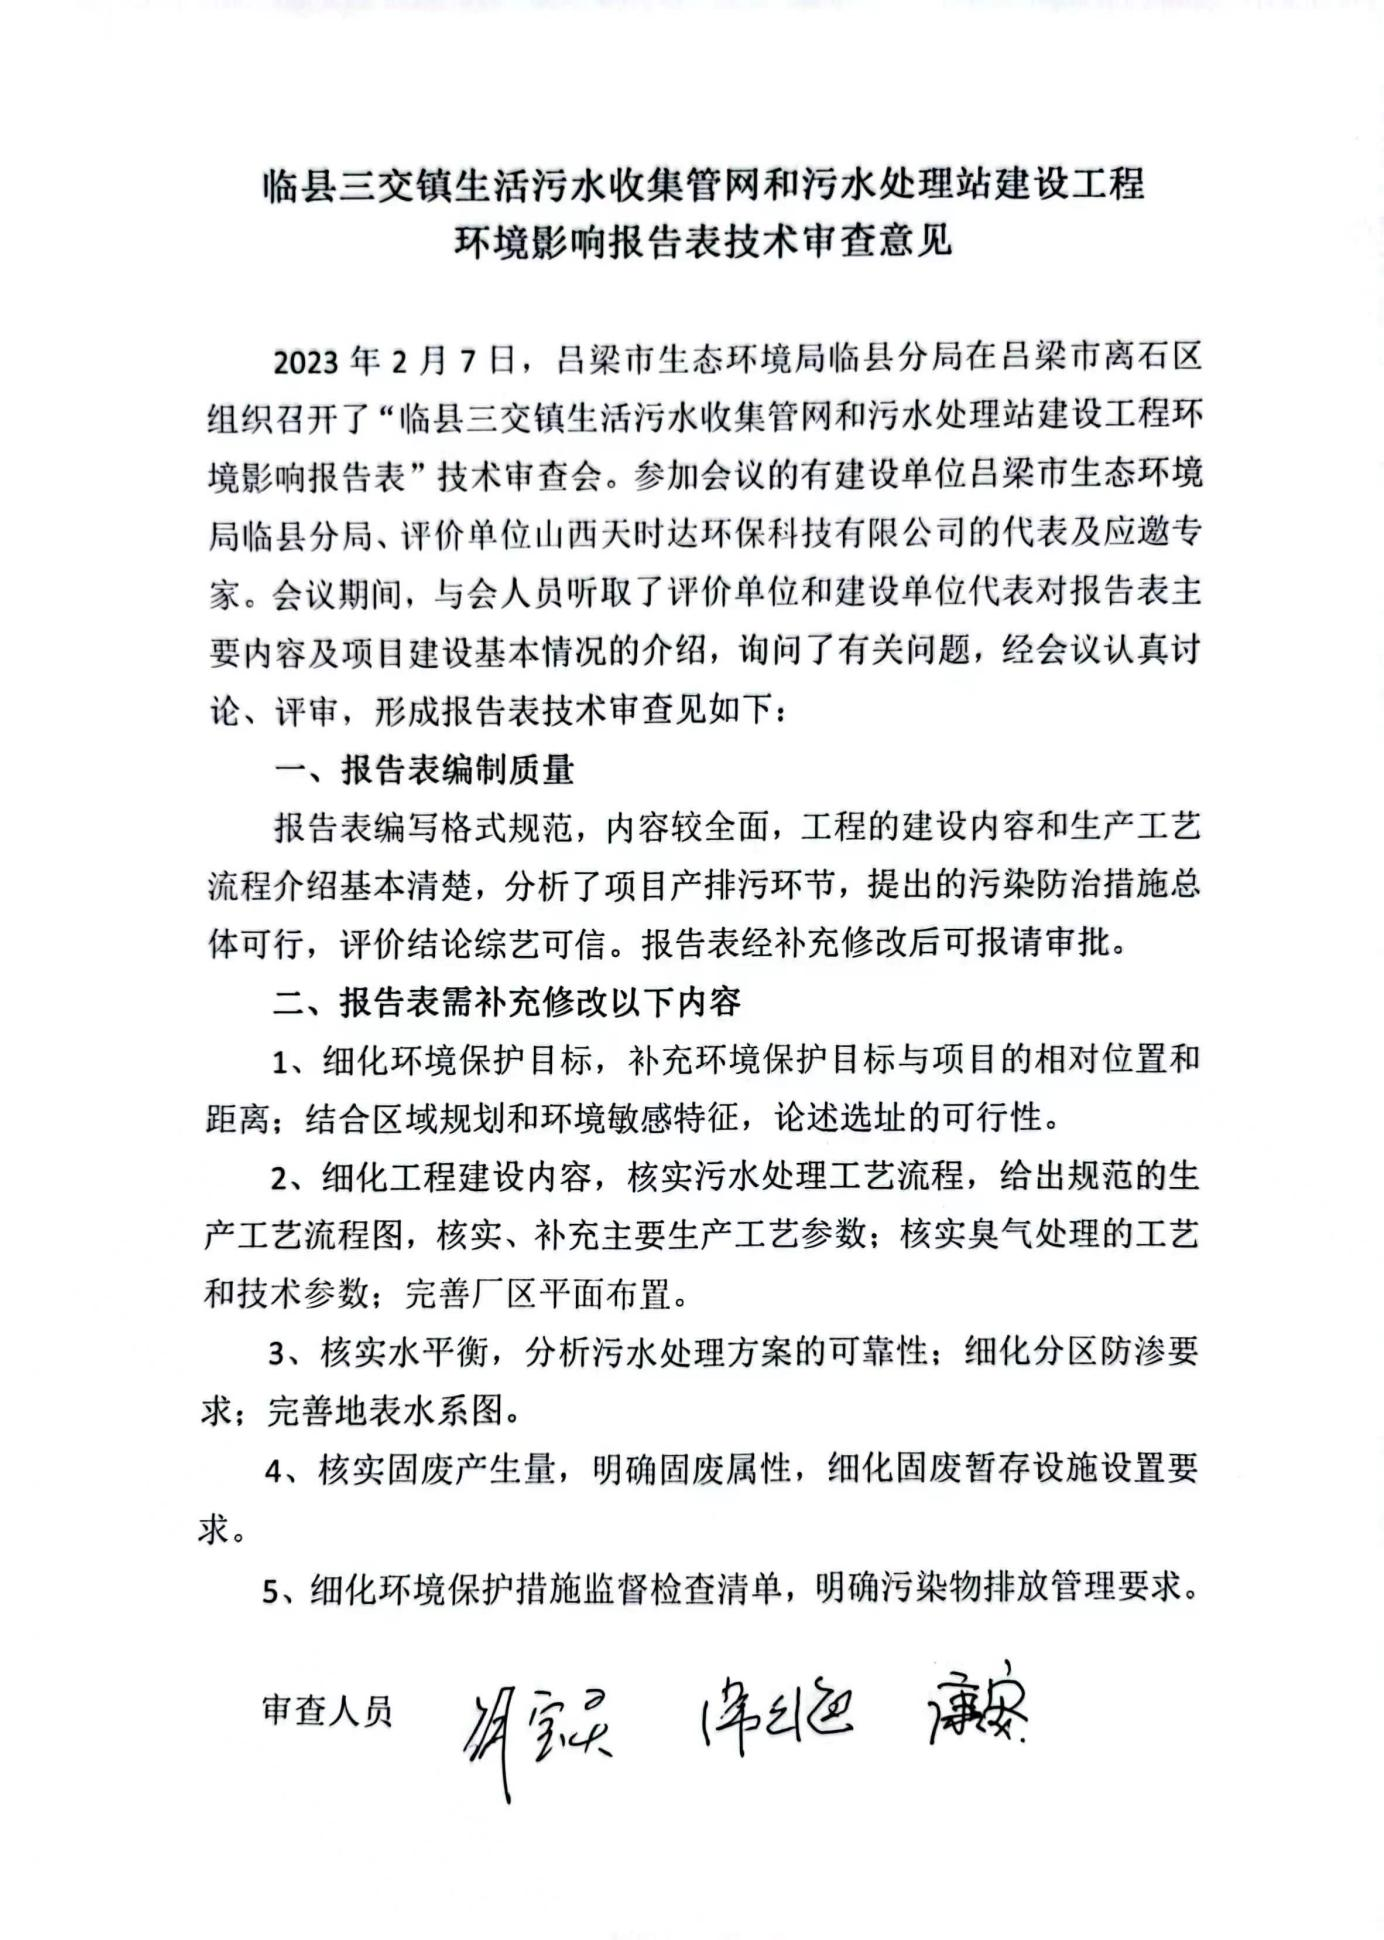 临县三交镇生活污水收集管网和污水处理站建设工程
环境影响报告表技术审查意见
2023 年 2 月 7 日，吕梁市生态环境局临县分局在吕梁市离石区
组织召开了“临县三交镇生活污水收集管网和污水处理站建设工程环
境影响报告表”技术审查会。参加会议的有建设单位吕梁市生态环境
局临县分局、评价单位山西天时达环保科技有限公司的代表及应邀专
家。会议期间，与会人员听取了评价单位和建设单位代表对报告表主
要内容及项目建设基本情况的介绍，询问了有关问题，经会议认真讨
论、评审，形成报告表技术审查见如下：
一、报告表编制质量
报告表编写格式规范，内容较全面，工程的建设内容和生产工艺
流程介绍基本清楚，分析了项目产排污环节，提出的污染防治措施总
体可行，评价结论综艺可信。报告表经补充修改后可报请审批。
二、报告表需补充修改以下内容
1、细化环境保护目标，补充环境保护目标与项目的相对位置和
距离；结合区域规划和环境敏感特征，论述选址的可行性。
2、细化工程建设内容，核实污水处理工艺流程，给出规范的生
产工艺流程图，核实、补充主要生产工艺参数；核实臭气处理的工艺
和技术参数；完善厂区平面布置。
3、核实水平衡，分析污水处理方案的可靠性；细化分区防渗要
求；完善地表水系图。
4、核实固废产生量，明确固废属性，细化固废暂存设施设置要
求。
5、细化环境保护措施监督检查清单，明确污染物排放管理要求。
审查人员